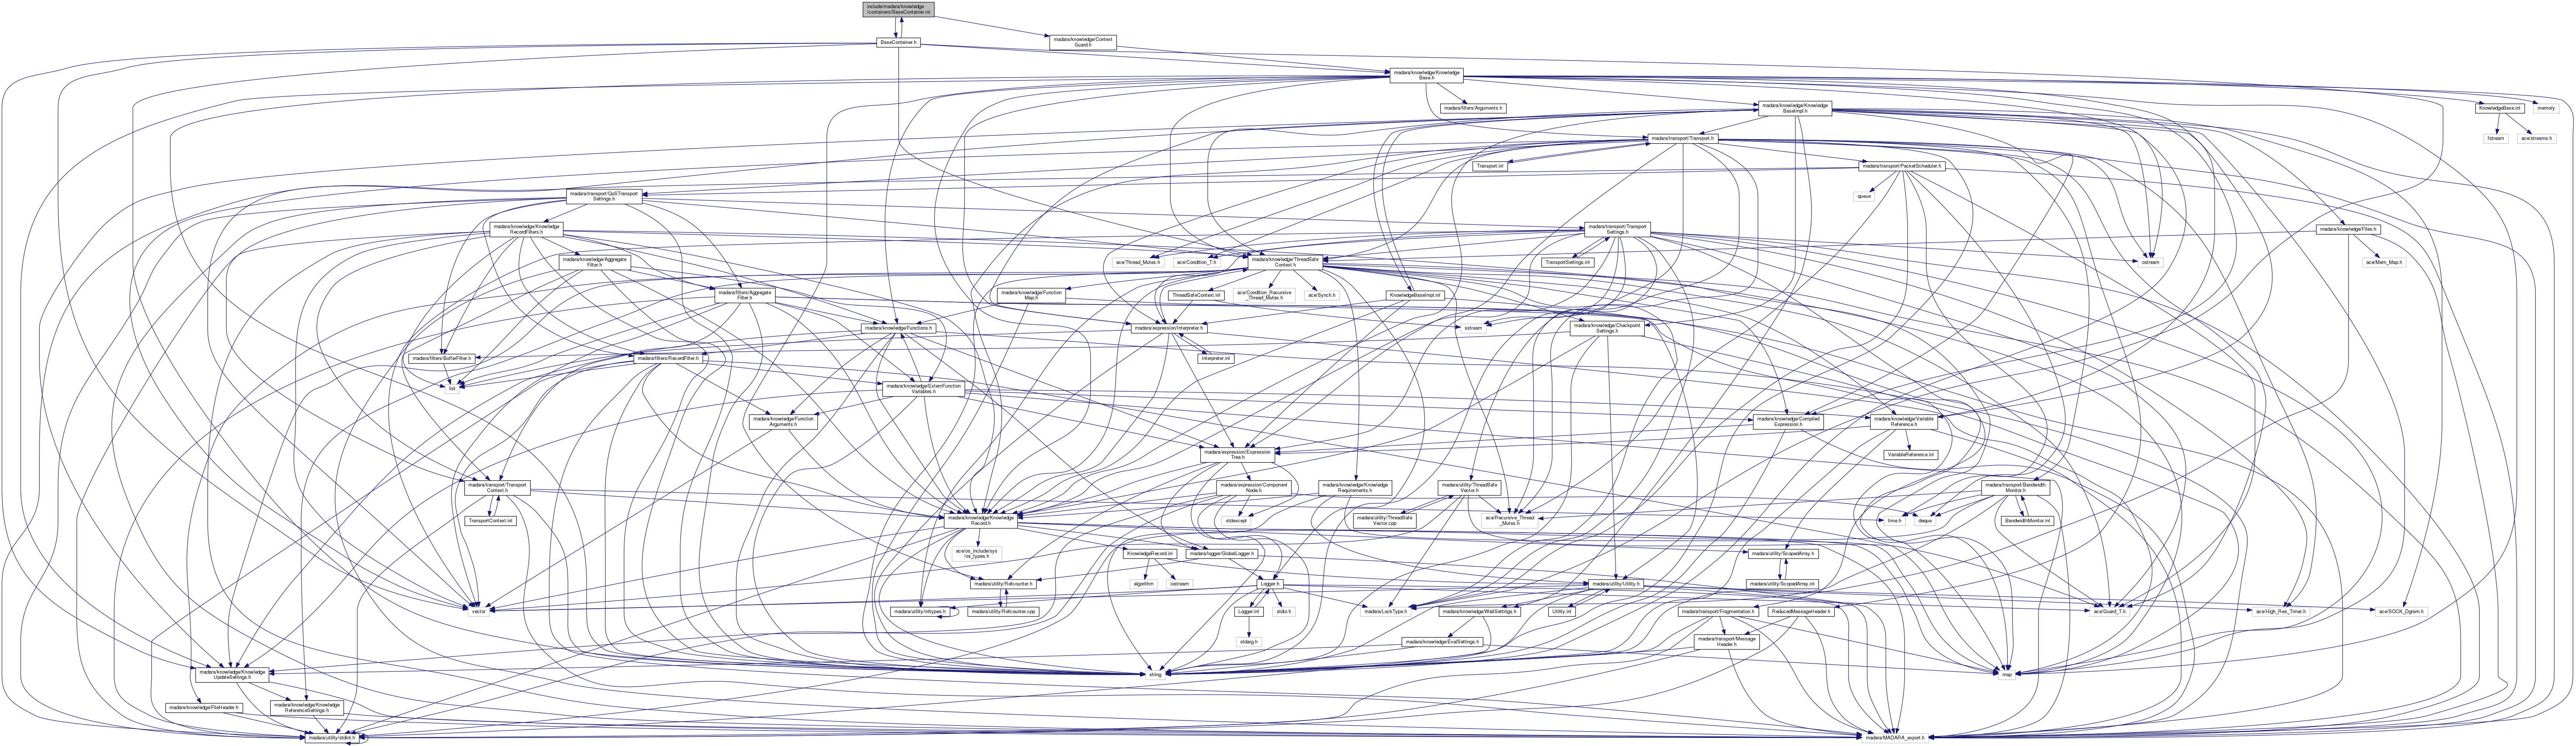 include/madara/knowledge
/containers/BaseContainer.inl
BaseContainer.h
madara/knowledge/Context
Guard.h
madara/knowledge/Knowledge
Base.h
madara/filters/Arguments.h
madara/knowledge/Knowledge
BaseImpl.h
KnowledgeBase.inl
memory
madara/transport/Transport.h
fstream
ace/streams.h
Transport.inl
madara/transport/PacketScheduler.h
madara/transport/QoSTransport
Settings.h
queue
madara/knowledge/Knowledge
RecordFilters.h
madara/transport/Transport
Settings.h
madara/knowledge/Files.h
madara/knowledge/Aggregate
Filter.h
ace/Thread_Mutex.h
ace/Condition_T.h
madara/knowledge/ThreadSafe
Context.h
TransportSettings.inl
ace/Mem_Map.h
ostream
madara/filters/Aggregate
Filter.h
madara/knowledge/Function
Map.h
ThreadSafeContext.inl
ace/Condition_Recursive
_Thread_Mutex.h
ace/Synch.h
KnowledgeBaseImpl.inl
madara/knowledge/Functions.h
madara/expression/Interpreter.h
sstream
madara/knowledge/Checkpoint
Settings.h
madara/filters/BufferFilter.h
madara/filters/RecordFilter.h
Interpreter.inl
list
madara/knowledge/ExternFunction
Variables.h
madara/knowledge/Function
Arguments.h
madara/knowledge/Compiled
Expression.h
madara/knowledge/Variable
Reference.h
madara/expression/Expression
Tree.h
VariableReference.inl
madara/transport/Transport
Context.h
madara/expression/Component
Node.h
madara/knowledge/Knowledge
Requirements.h
madara/utility/ThreadSafe
Vector.h
madara/transport/Bandwidth
Monitor.h
TransportContext.inl
madara/knowledge/Knowledge
Record.h
stdexcept
madara/utility/ThreadSafe
Vector.cpp
ace/Recursive_Thread
_Mutex.h
time.h
deque
BandwidthMonitor.inl
ace/os_include/sys
/os_types.h
KnowledgeRecord.inl
madara/logger/GlobalLogger.h
madara/utility/ScopedArray.h
algorithm
iostream
madara/utility/Refcounter.h
Logger.h
madara/utility/Utility.h
madara/utility/ScopedArray.inl
vector
madara/utility/inttypes.h
madara/utility/Refcounter.cpp
Logger.inl
stdio.h
madara/LockType.h
madara/knowledge/WaitSettings.h
Utility.inl
madara/transport/Fragmentation.h
ReducedMessageHeader.h
ace/Guard_T.h
ace/High_Res_Timer.h
ace/SOCK_Dgram.h
stdarg.h
madara/knowledge/EvalSettings.h
madara/transport/Message
Header.h
madara/knowledge/Knowledge
UpdateSettings.h
string
map
madara/knowledge/FileHeader.h
madara/knowledge/Knowledge
ReferenceSettings.h
madara/utility/stdint.h
madara/MADARA_export.h